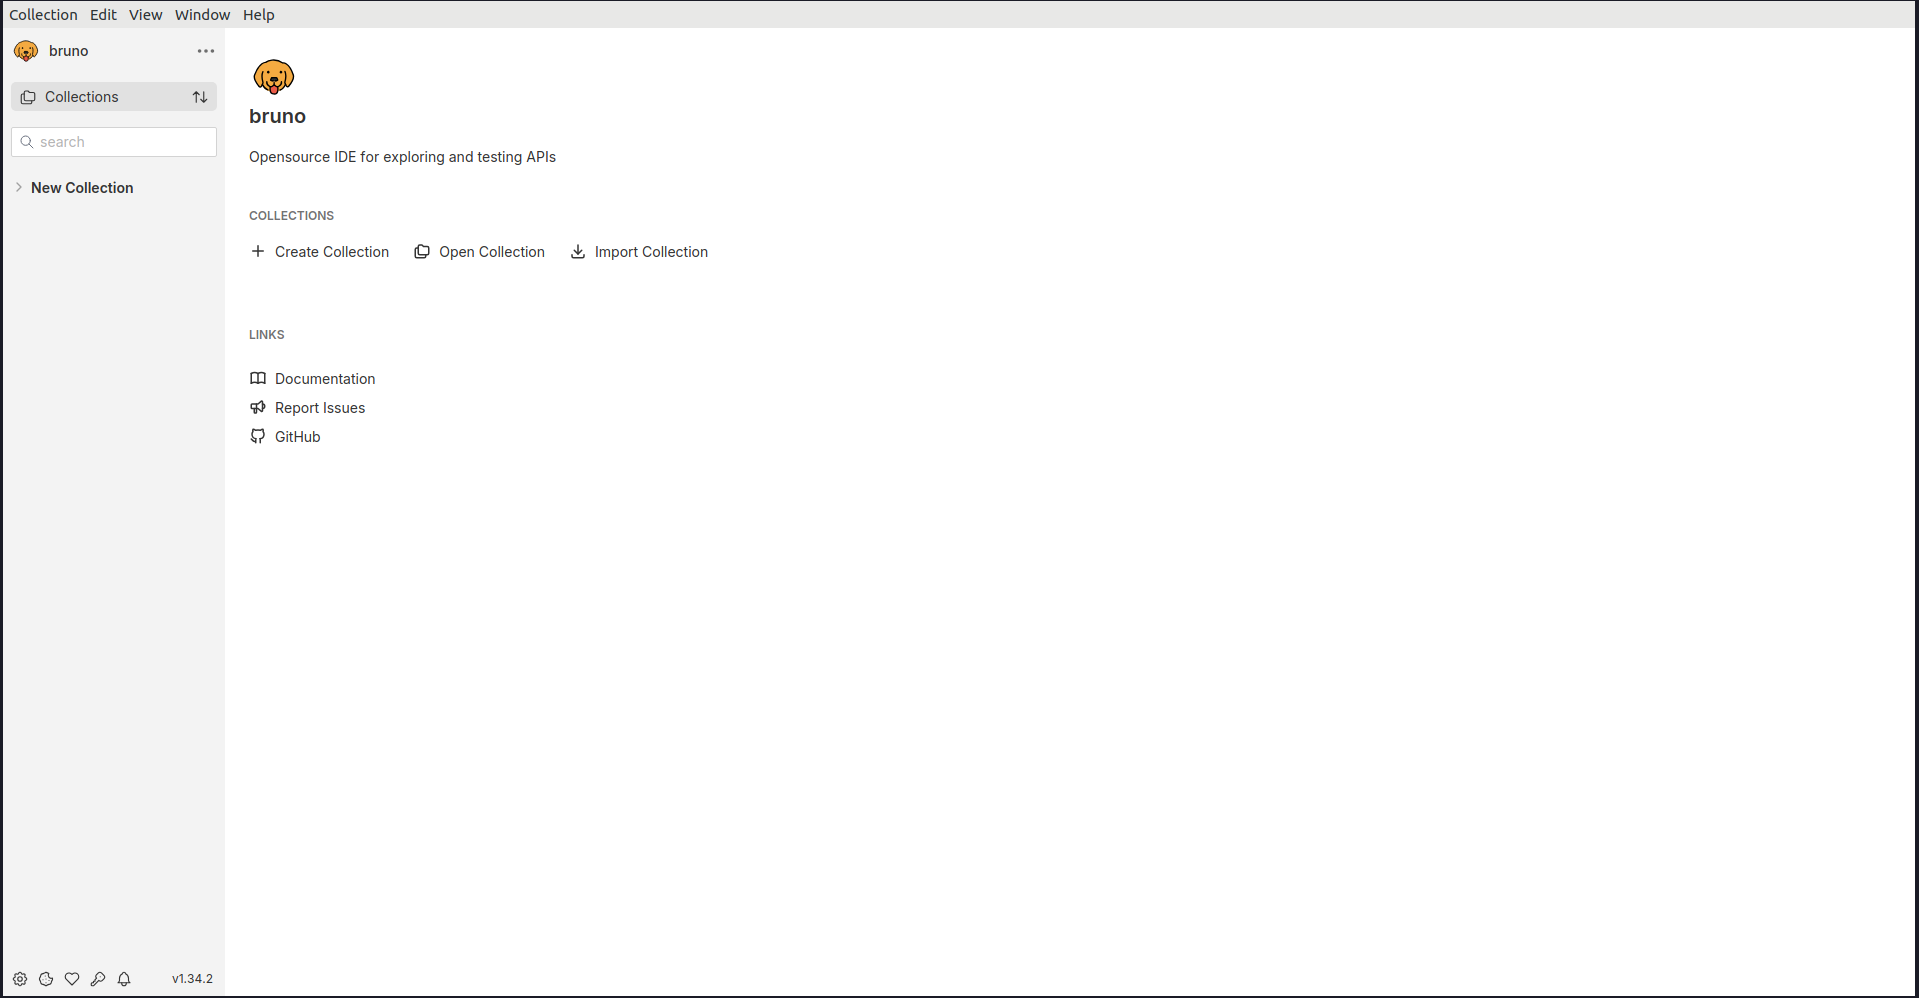 Collection Edit View Window Help
bruno
Collections
search
New Collection
v1.34.2
bruno
Opensource IDE for exploring and testing APIs
COLLECTIONS
Create Collection Open Collection Import Collection
LINKS
Documentation
Report Issues
GitHub